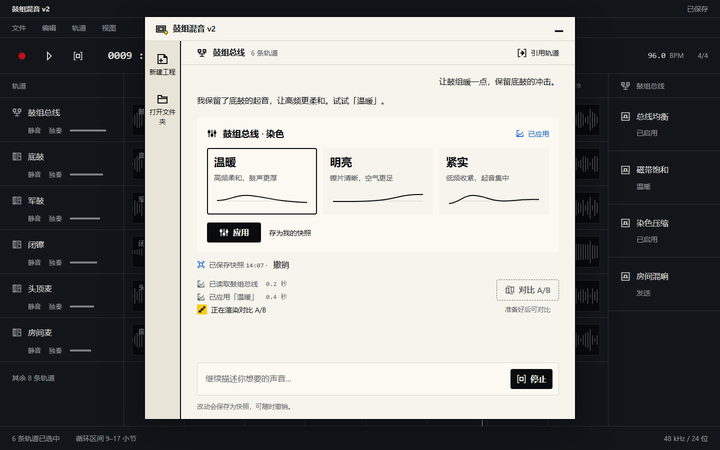 鼓组混音 v2
已保存
文件 编辑 轨道 视图
0009 :
96.0 BPM 4/4
轨道
9
鼓组总线
鼓组总线
静音 独奏
底鼓
静音 独奏
军鼓
静音 独奏
闭镲
静音 独奏
头顶麦
静音 独奏
房间麦
静音 独奏
其余 8 条轨道
总线均衡
已启用
磁带饱和
温暖
染色压缩
已启用
房间混响
发送
鼓组混音 v2
新建工程
打开文件夹
鼓组总线 6 条轨道
引用轨道
让鼓组暖一点，保留底鼓的冲击。
我保留了底鼓的起音，让高频更柔和。试试「温暖」。
鼓组总线 · 染色
已应用
温暖
高频柔和，鼓声更厚
明亮
镲片清晰，空气更足
紧实
低频收紧，起音集中
应用
存为我的快照
已保存快照 14:07 · 撤销
已读取鼓组总线 0.2 秒
已应用「温暖」 0.4 秒
正在渲染对比 A/B
对比 A/B
准备好后可对比
继续描述你想要的声音…
停止
改动会保存为快照，可随时撤销。
6 条轨道已选中 循环区间 9–17 小节
48 kHz / 24 位